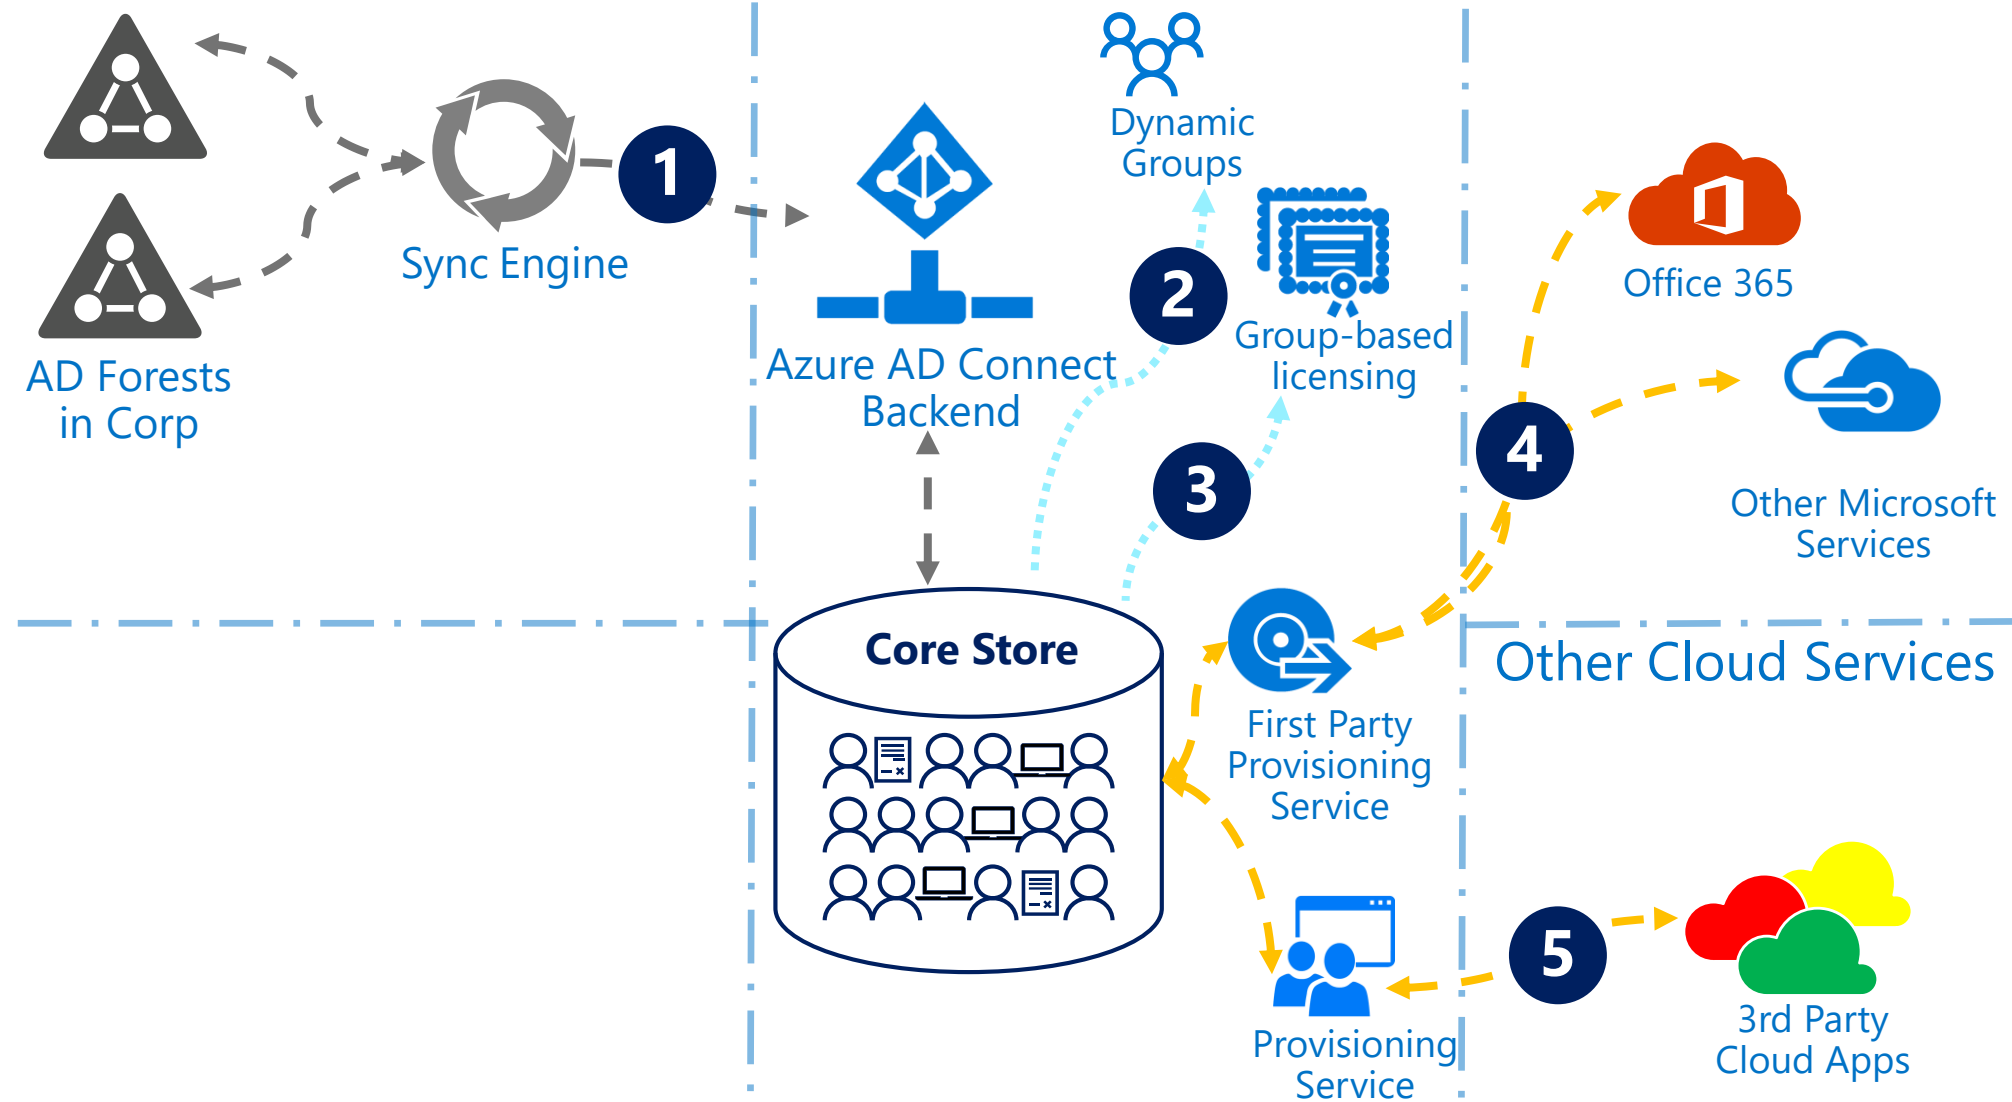 AD Forests
in Corp
Sync Engine
1
Azure AD Connect
Backend
Dynamic
Groups
2
Group-based
licensing
3
4
Office 365
Other Microsoft
Services
Core Store
First Party
Provisioning
Service
Other Cloud Services
Provisioning
Service
5
3rd Party
Cloud Apps